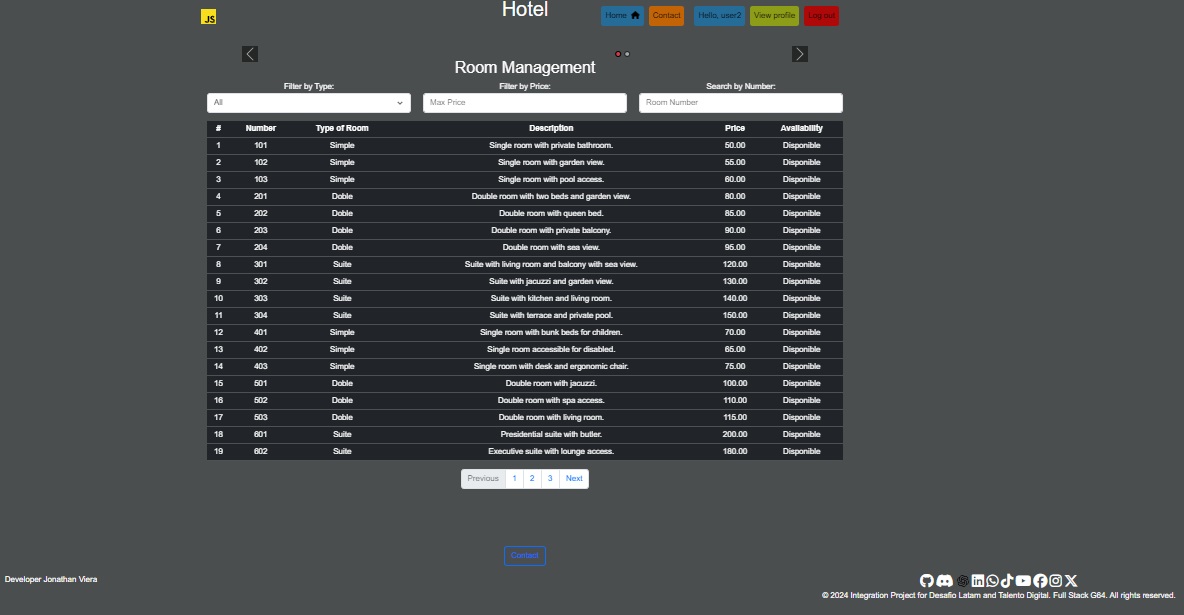 JS
Hotel
Home Contact Hello, user2 View profile Log out
Room Management
Filter by Type: Filter by Price: Search by Number:
All Max Price Room Number
# Number Type of Room Description Price Availability
1 101 Simple Single room with private bathroom. 50.00 Disponible
2 102 Simple Single room with garden view. 55.00 Disponible
3 103 Simple Single room with pool access. 60.00 Disponible
4 201 Doble Double room with two beds and garden view. 80.00 Disponible
5 202 Doble Double room with queen bed. 85.00 Disponible
6 203 Doble Double room with private balcony. 90.00 Disponible
7 204 Doble Double room with sea view. 95.00 Disponible
8 301 Suite Suite with living room and balcony with sea view. 120.00 Disponible
9 302 Suite Suite with jacuzzi and garden view. 130.00 Disponible
10 303 Suite Suite with kitchen and living room. 140.00 Disponible
11 304 Suite Suite with terrace and private pool. 150.00 Disponible
12 401 Simple Single room with bunk beds for children. 70.00 Disponible
13 402 Simple Single room accessible for disabled. 65.00 Disponible
14 403 Simple Single room with desk and ergonomic chair. 75.00 Disponible
15 501 Doble Double room with jacuzzi. 100.00 Disponible
16 502 Doble Double room with spa access. 110.00 Disponible
17 503 Doble Double room with living room. 115.00 Disponible
18 601 Suite Presidential suite with butler. 200.00 Disponible
19 602 Suite Executive suite with lounge access. 180.00 Disponible
Previous 1 2 3 Next
Contact
Developer Jonathan Viera
© 2024 Integration Project for Desafio Latam and Talento Digital. Full Stack G64. All rights reserved.